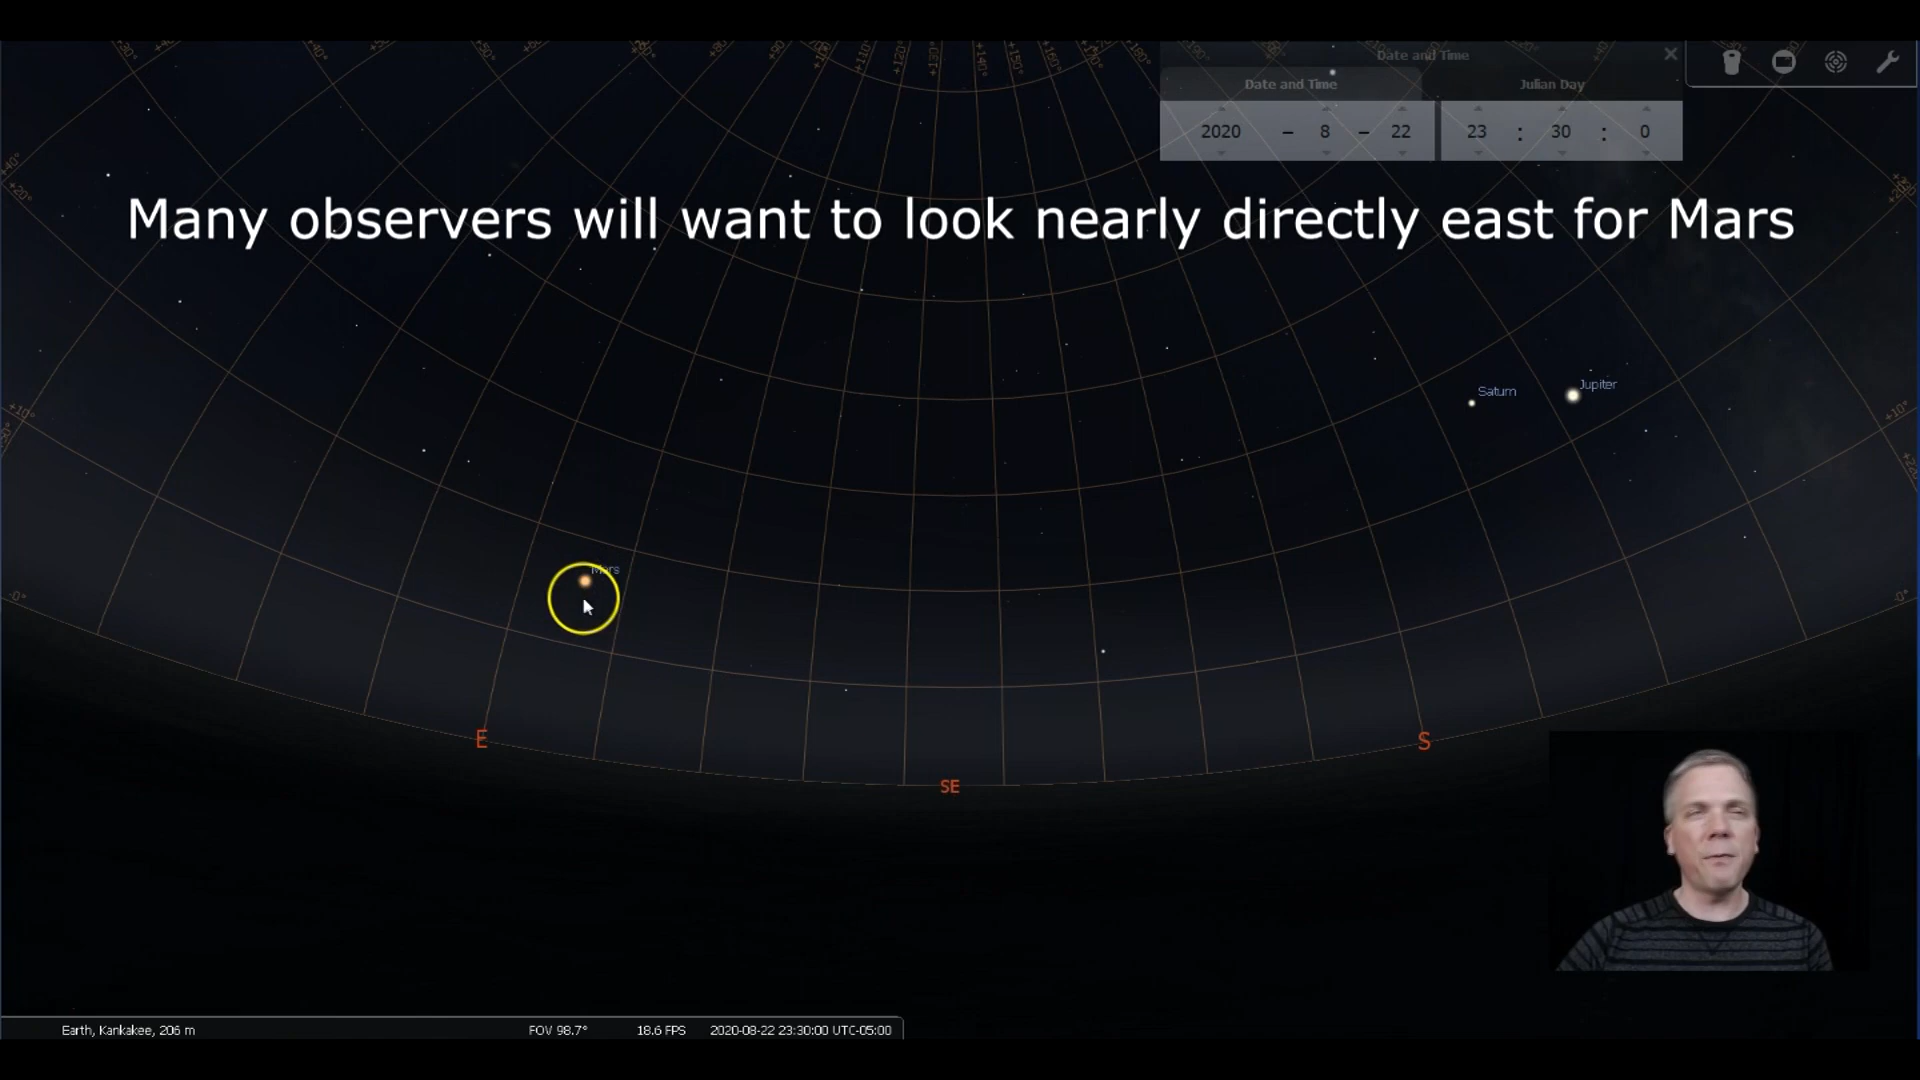 Date and Time
Date and Time Julian Day
2020 – 8 – 22 23 : 30 : 0
Many observers will want to look nearly directly east for Mars
Saturn
Jupiter
Mars
E
S
SE
Earth, Kankakee, 206 m FOV 98.7° 18.6 FPS 2020-08-22 23:30:00 UTC-05:00